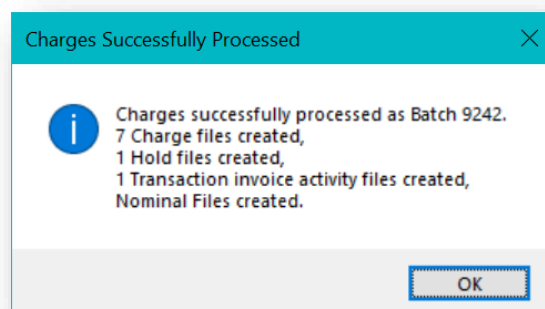 Charges Successfully Processed
Charges successfully processed as Batch 9242.
7 Charge files created,
1 Hold files created,
1 Transaction invoice activity files created,
Nominal Files created.
OK